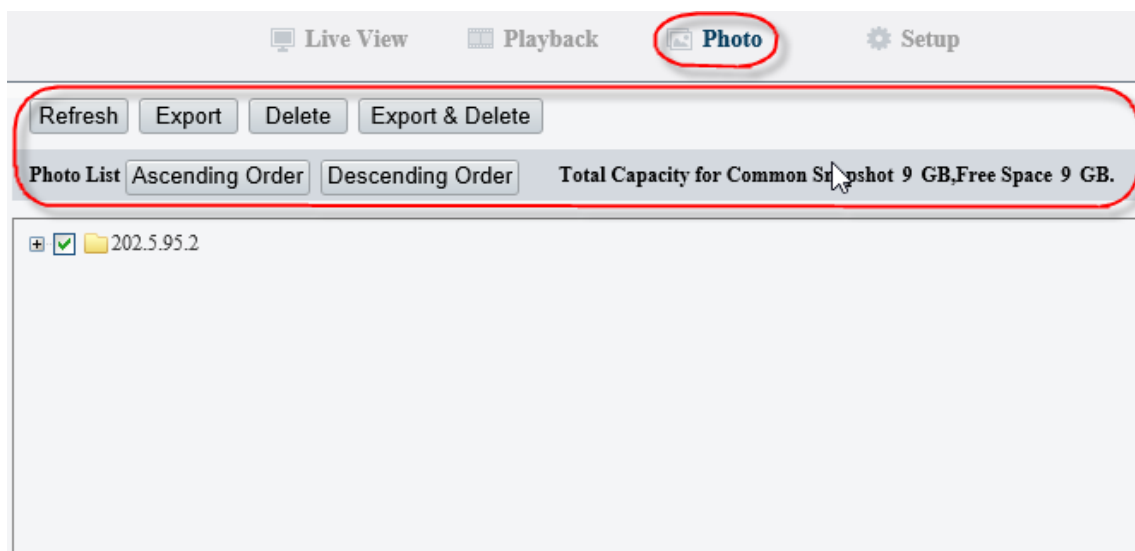 Live View Playback Photo Setup
Refresh Export Delete Export & Delete
Photo List Ascending Order Descending Order Total Capacity for Common Snapshot 9 GB,Free Space 9 GB.
202.5.95.2